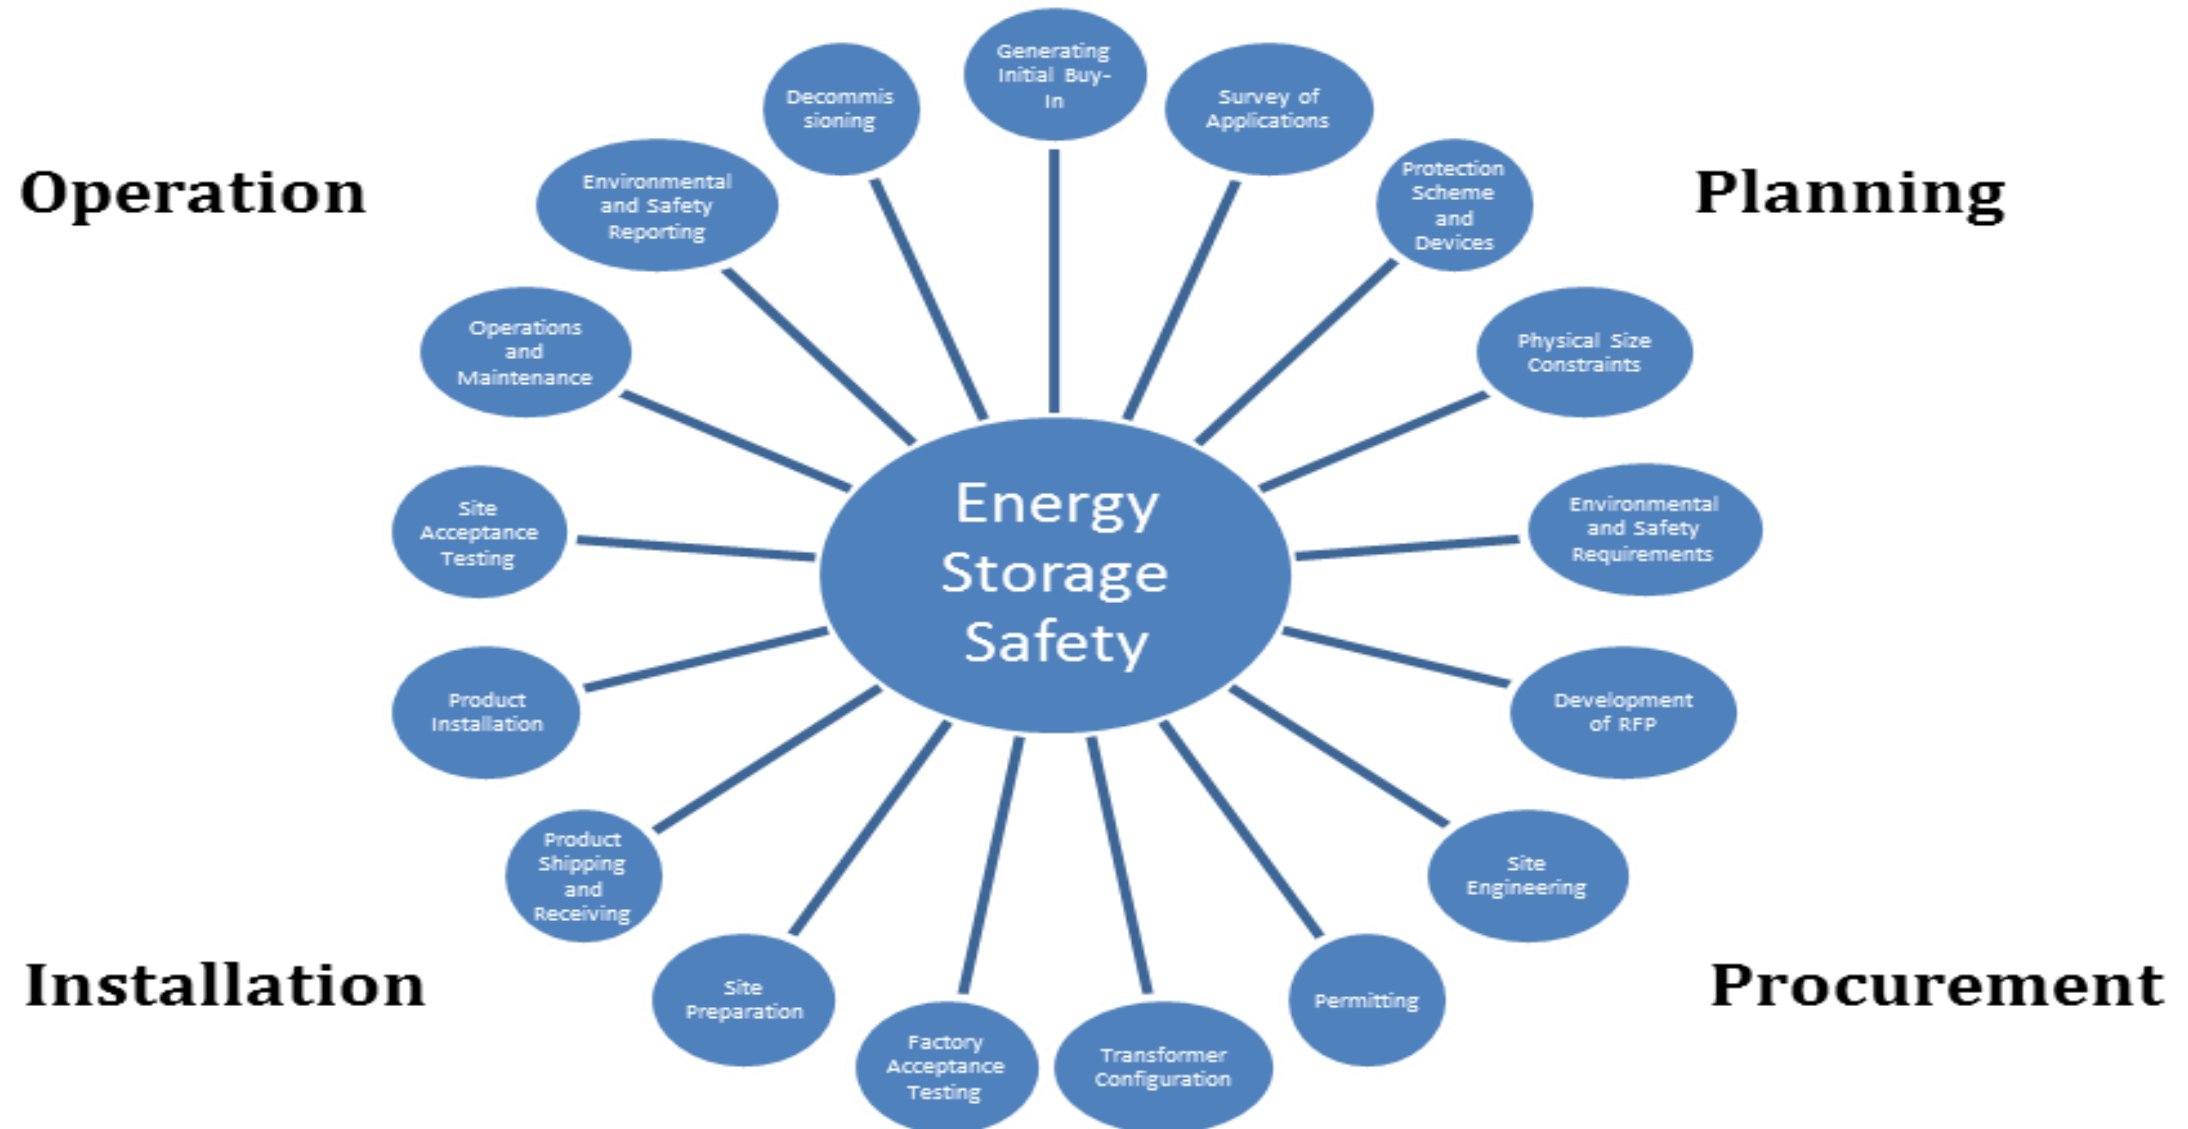 Generating
Initial Buy-
In
Survey of
Applications
Protection
Scheme
and
Devices
Planning
Physical Size
Constraints
Environmental
and Safety
Requirements
Development
of RFP
Site
Engineering
Procurement
Permitting
Transformer
Configuration
Factory
Acceptance
Testing
Site
Preparation
Installation
Product
Shipping
and
Receiving
Product
Installation
Site
Acceptance
Testing
Operations
and
Maintenance
Operation
Environmental
and Safety
Reporting
Decommis
sioning
Energy
Storage
Safety